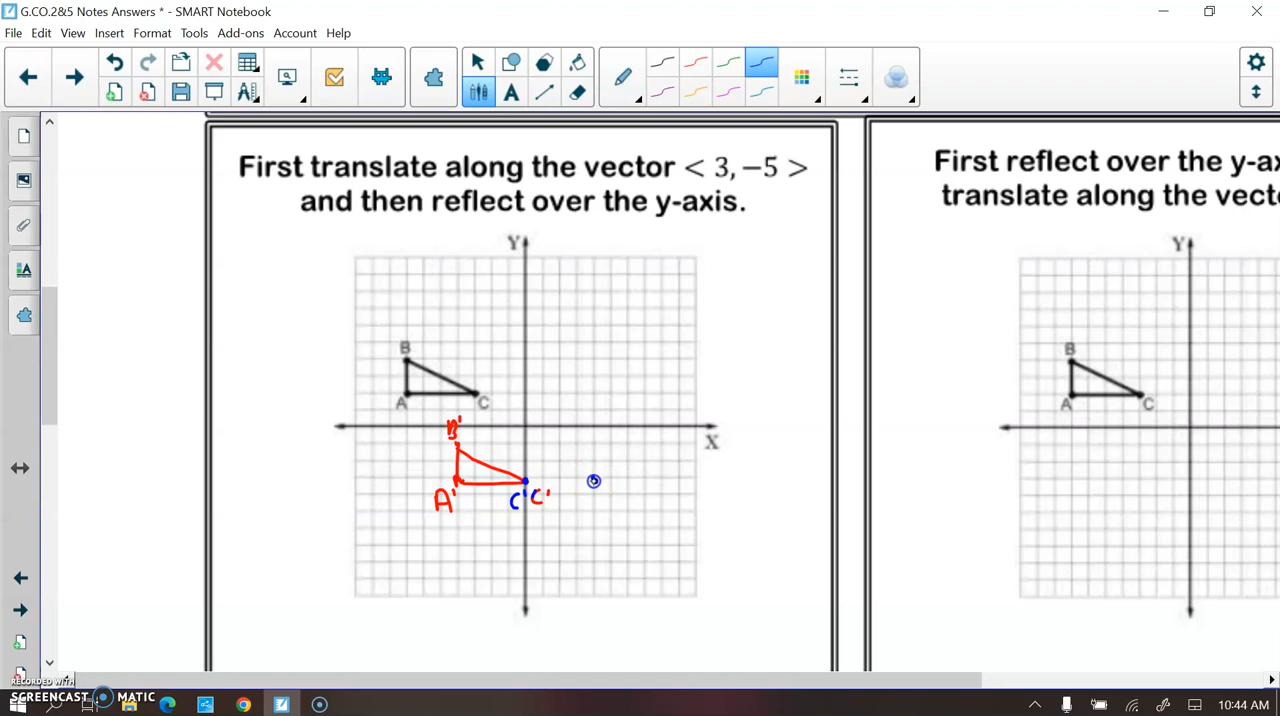 G.CO.2&5 Notes Answers * - SMART Notebook
File Edit View Insert Format Tools Add-ons Account Help
First translate along the vector < 3, −5 >
and then reflect over the y-axis.
Y
B
A
C
X
B'
A'
C'
C'
First reflect over the y-ax
translate along the vect
Y
B
A
C
RECORDED WITH
SCREENCAST MATIC
10:44 AM